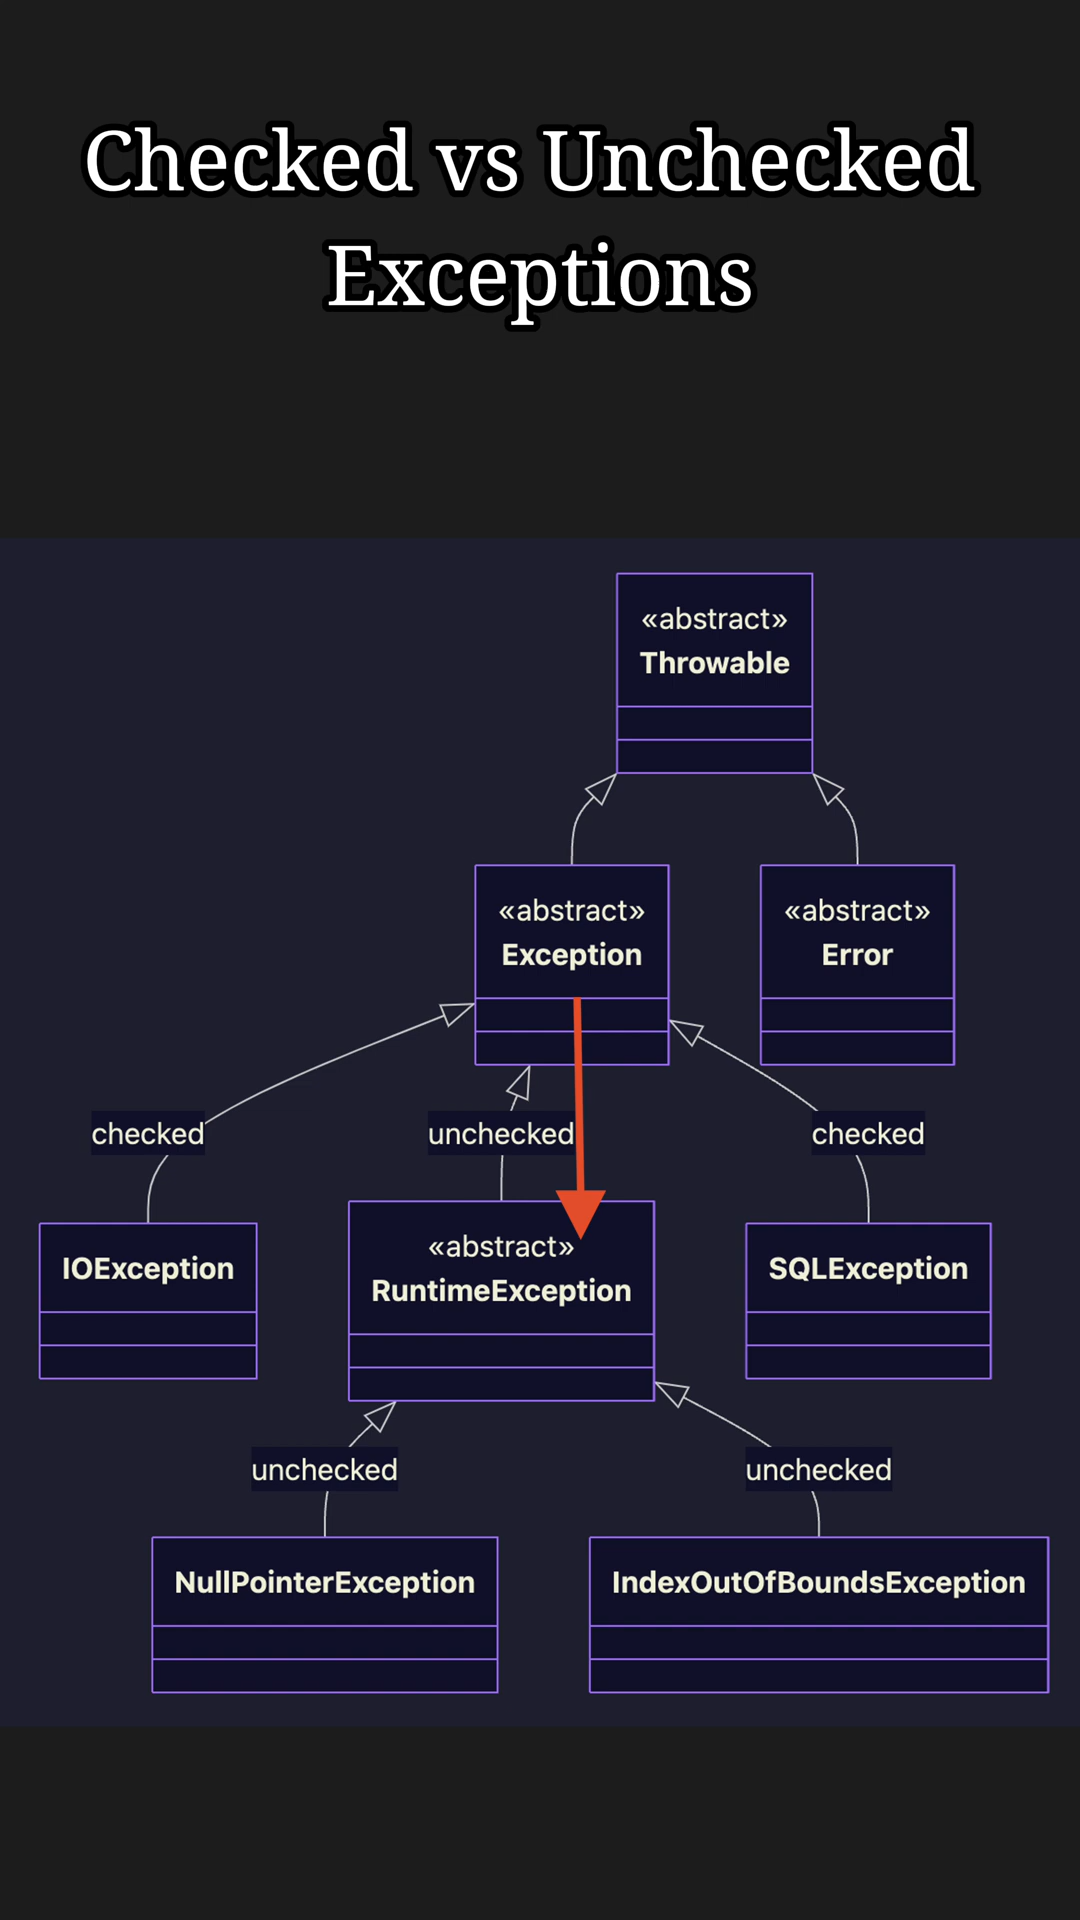 Checked vs Unchecked
Exceptions
«abstract»
Throwable
«abstract»
Exception
«abstract»
Error
checked
unchecked
checked
IOException
«abstract»
RuntimeException
SQLException
unchecked
unchecked
NullPointerException
IndexOutOfBoundsException